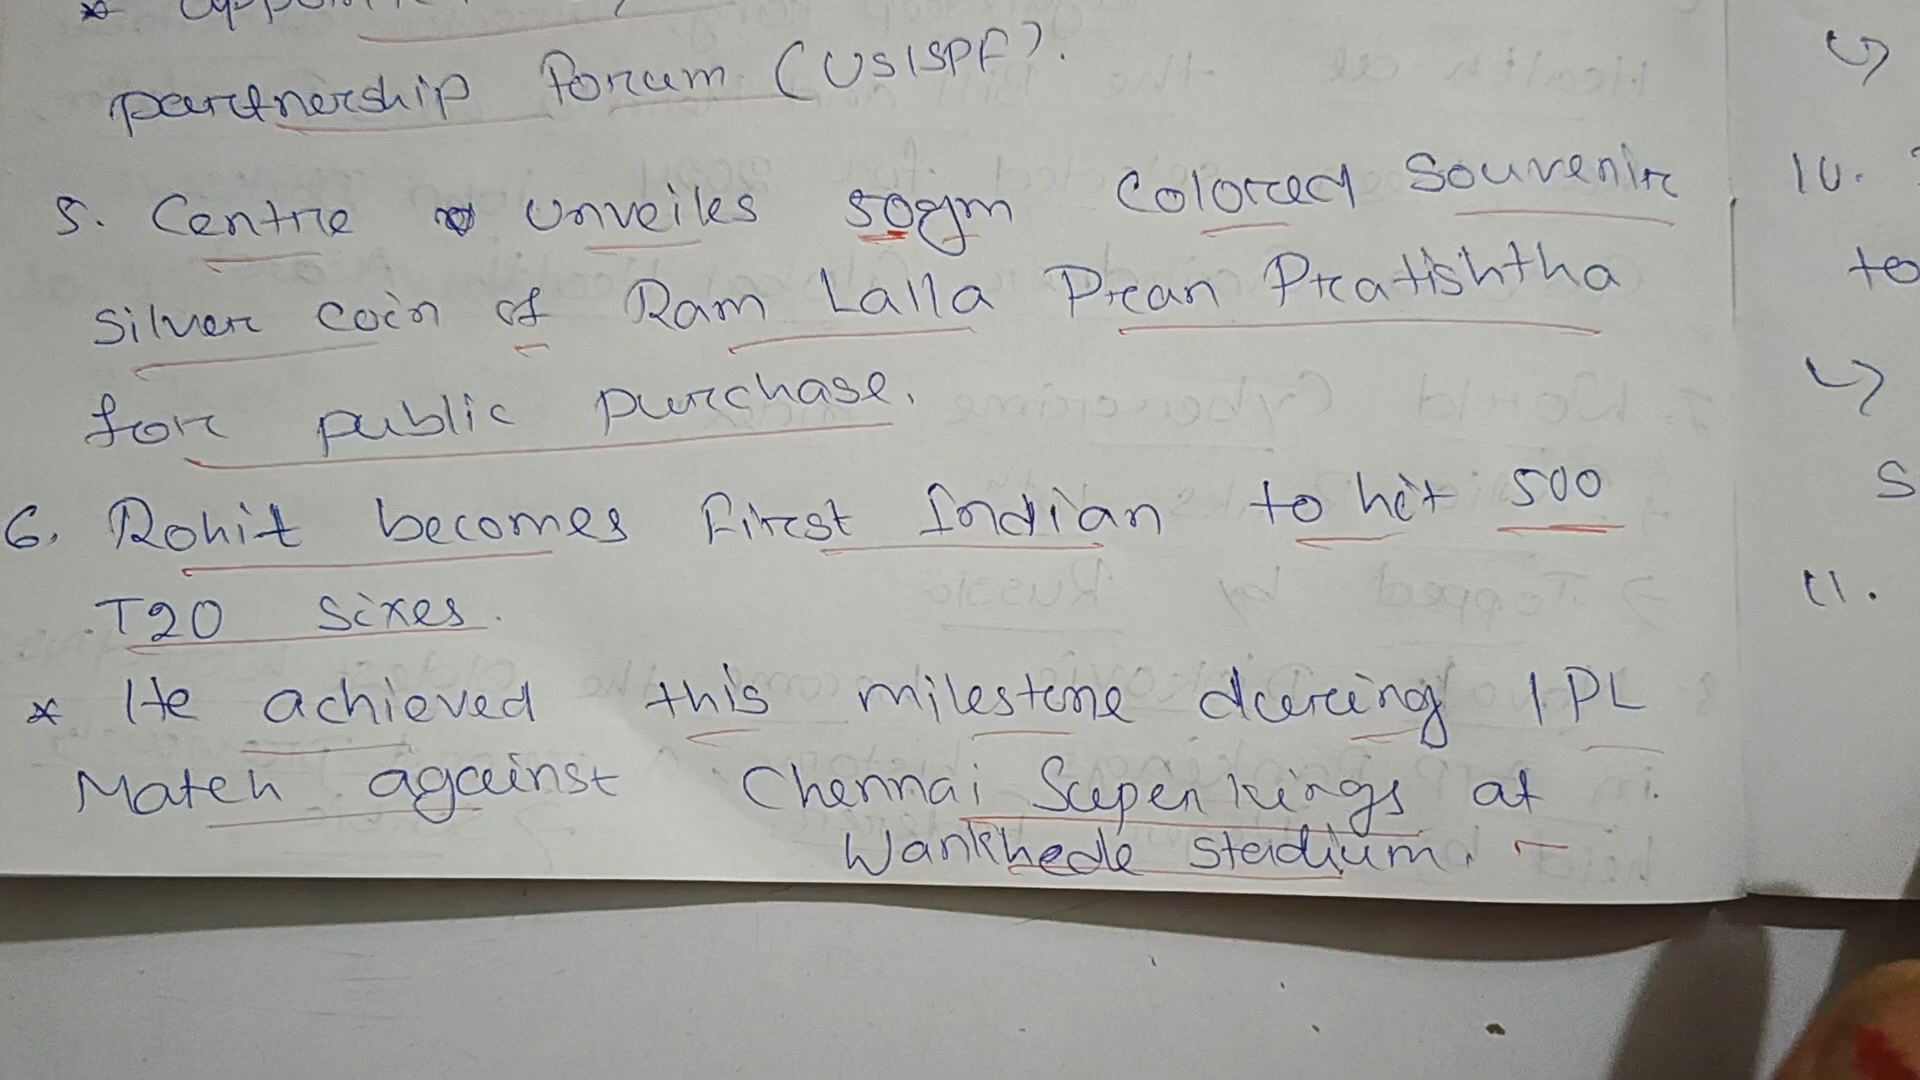 partnership Forum (USISPF).
5. Centre unveiles 50gm Colored Souvenir
silver coin of Ram Lalla Pran Pratishtha
for public purchase.
6. Rohit becomes First Indian to hit 500
T20 sixes.
* He achieved this milestone during IPL
Match against Chennai Super kings at
Wankhede stadium.
10.
to
S
11.